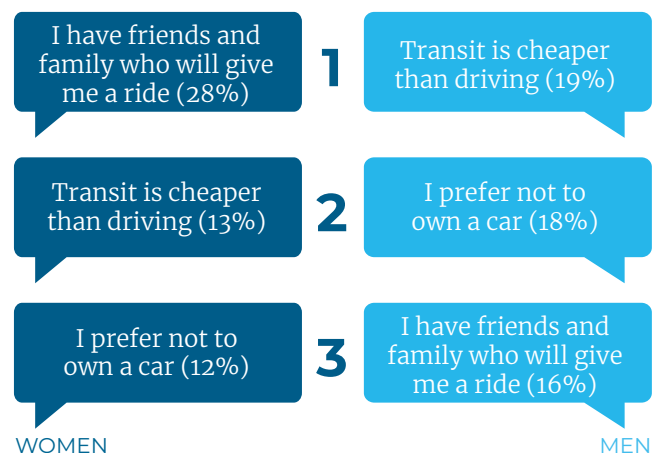 I have friends and
family who will give
me a ride (28%)
1
Transit is cheaper
than driving (19%)
Transit is cheaper
than driving (13%)
2
I prefer not to
own a car (18%)
I prefer not to
own a car (12%)
3
I have friends and
family who will give
me a ride (16%)
WOMEN
MEN